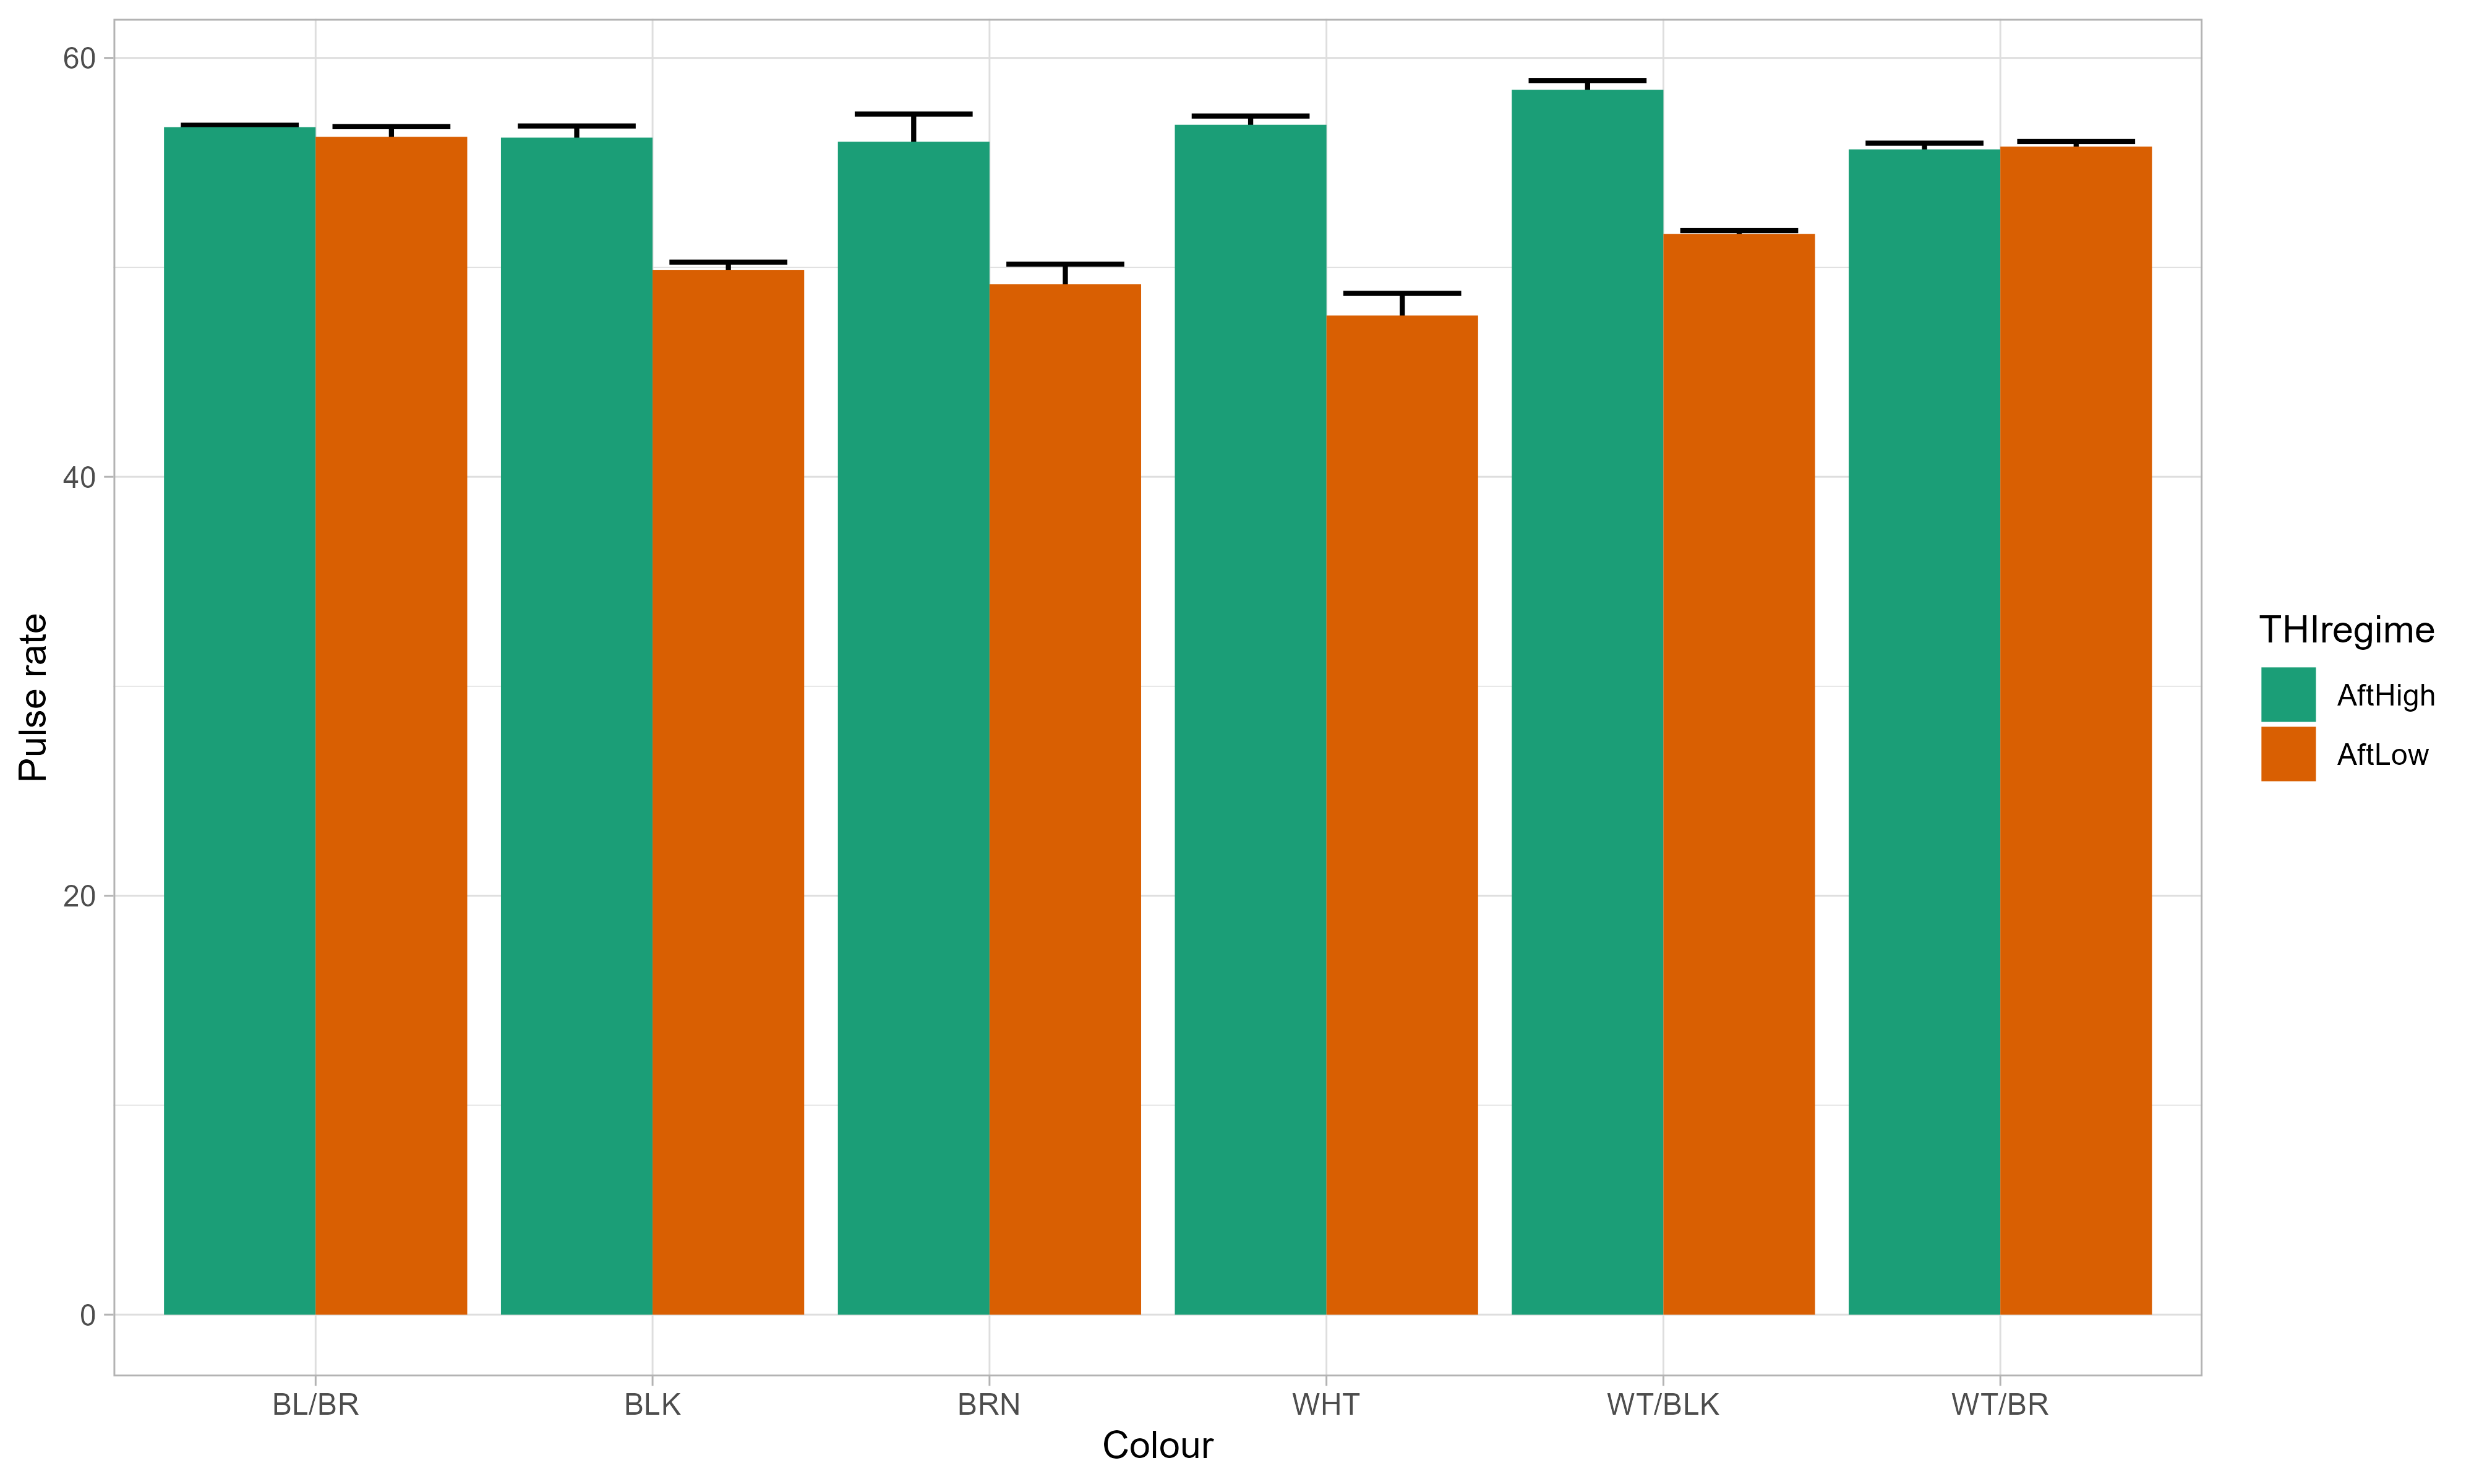 60
40
20
0
Pulse rate
BL/BR BLK BRN WHT WT/BLK WT/BR
Colour
THIregime
AftHigh
AftLow